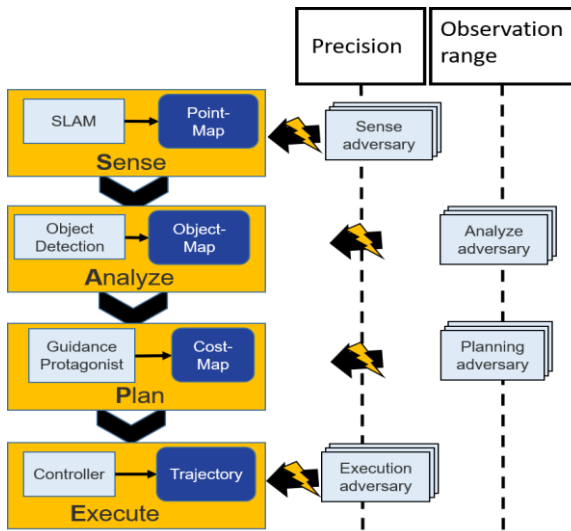 Precision
Observation
range
SLAM
Point-
Map
Sense
Sense
adversary
Object
Detection
Object-
Map
Analyze
Analyze
adversary
Guidance
Protagonist
Cost-
Map
Plan
Planning
adversary
Controller
Trajectory
Execute
Execution
adversary